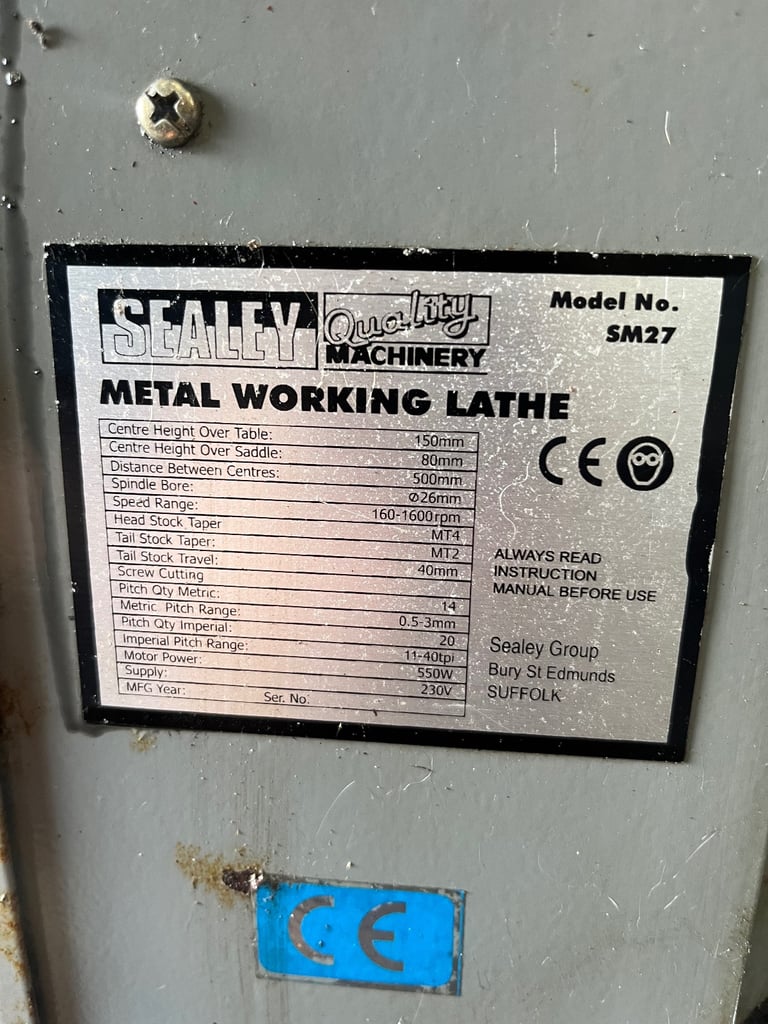 SEALEY Quality MACHINERY
Model No.
SM27
METAL WORKING LATHE
Centre Height Over Table: 150mm
Centre Height Over Saddle: 80mm
Distance Between Centres: 500mm
Spindle Bore: Ø26mm
Speed Range: 160-1600rpm
Head Stock Taper MT4
Tail Stock Taper: MT2
Tail Stock Travel: 40mm
Screw Cutting
Pitch Qty Metric: 14
Metric Pitch Range: 0.5-3mm
Pitch Qty Imperial: 20
Imperial Pitch Range: 11-40tpi
Motor Power: 550W
Supply: 230V
MFG Year: Ser. No:
CE
ALWAYS READ
INSTRUCTION
MANUAL BEFORE USE
Sealey Group
Bury St Edmunds
SUFFOLK
CE